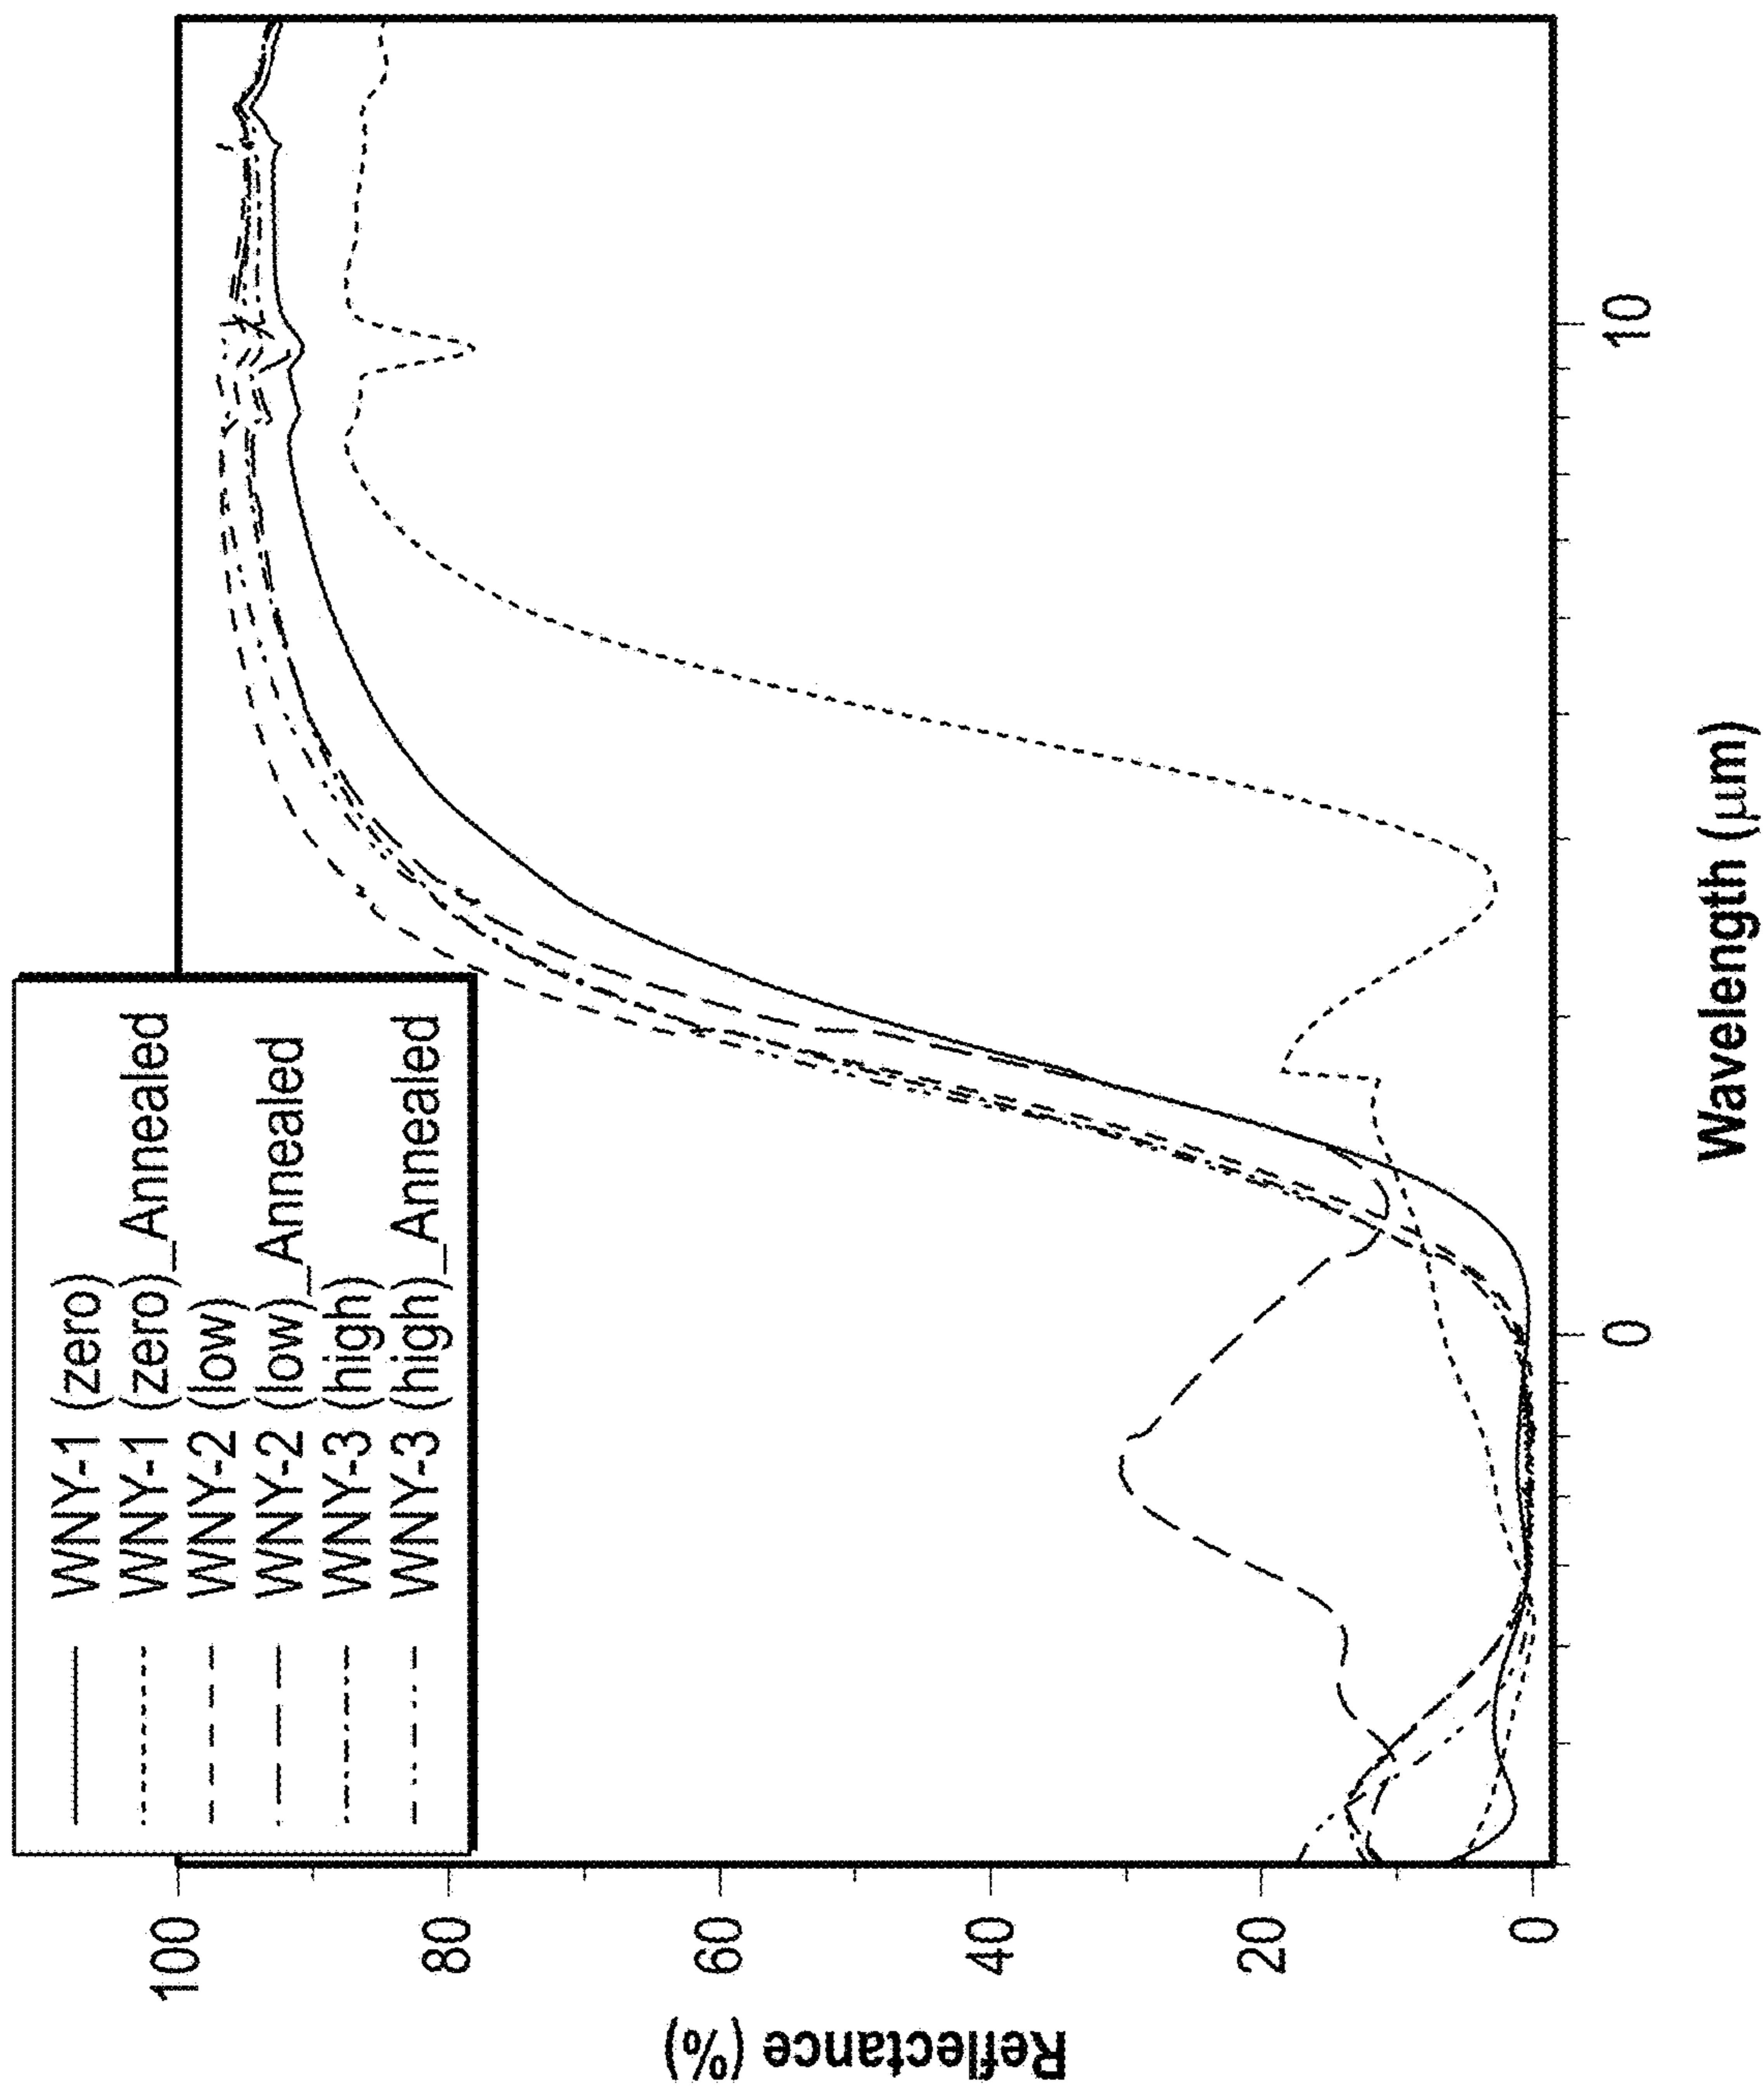 WNY-1 (zero)
WNY-1 (zero)_Annealed
WNY-2 (low)
WNY-2 (low)_Annealed
WNY-3 (high)
WNY-3 (high)_Annealed
Reflectance (%)
100
80
60
40
20
0
0
10
Wavelength (μm)